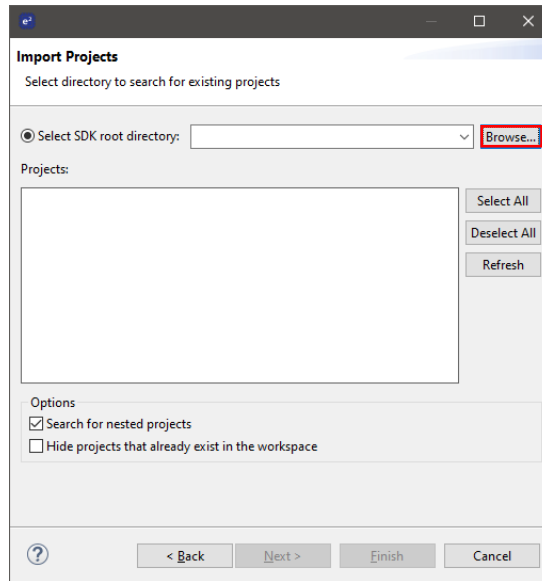 e²
Import Projects
Select directory to search for existing projects
Select SDK root directory:
Browse...
Projects:
Select All
Deselect All
Refresh
Options
Search for nested projects
Hide projects that already exist in the workspace
?
< Back
Next >
Finish
Cancel